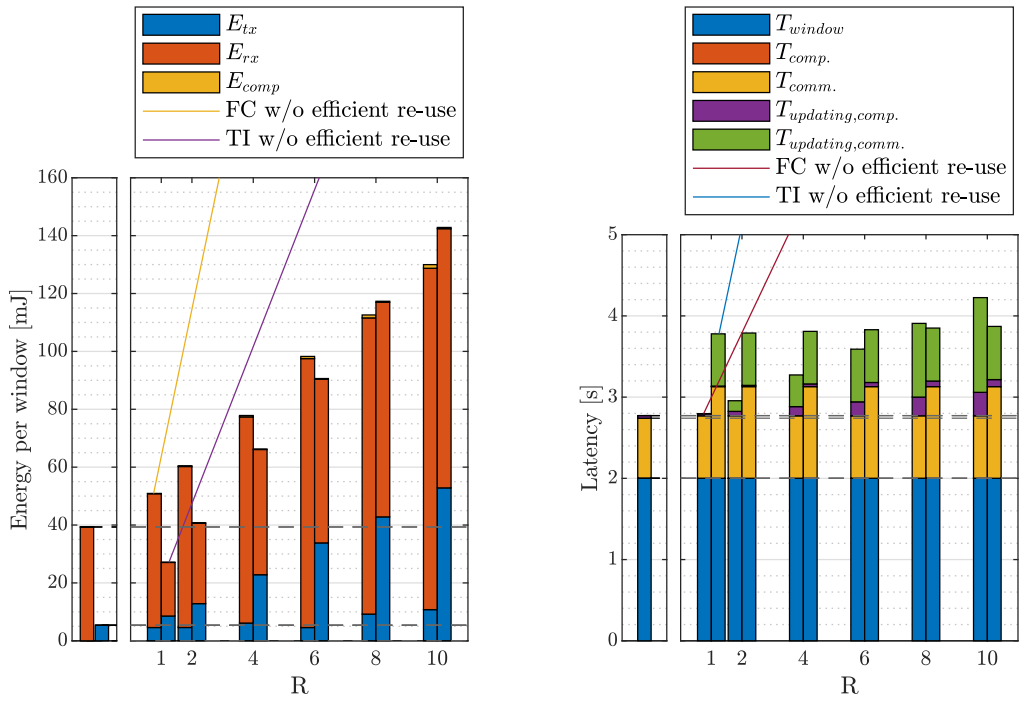 E_tx
E_rx
E_comp
FC w/o efficient re-use
TI w/o efficient re-use
Energy per window [mJ]
160
140
120
100
80
60
40
20
0
1 2 4 6 8 10
R
T_window
T_comp.
T_comm.
T_updating,comp.
T_updating,comm.
FC w/o efficient re-use
TI w/o efficient re-use
Latency [s]
5
4
3
2
1
0
1 2 4 6 8 10
R